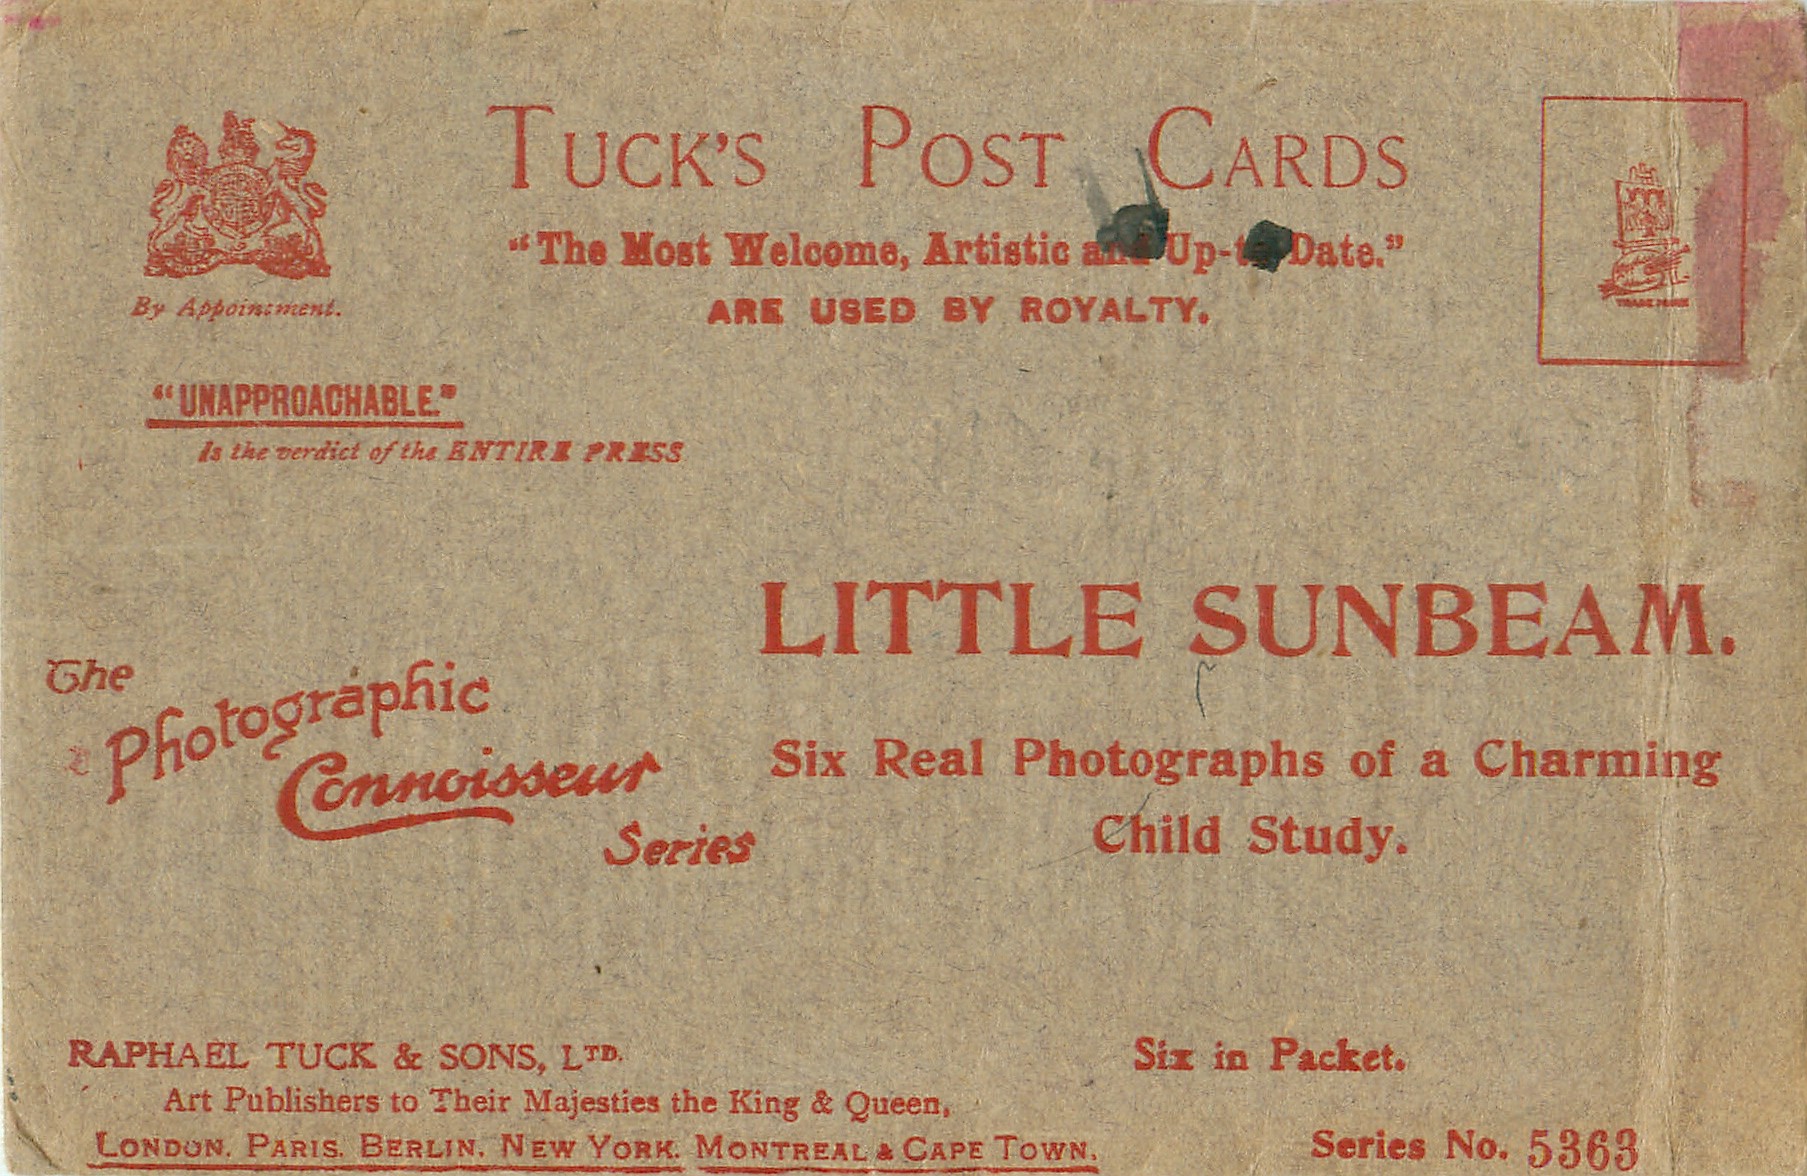 TUCK'S POST CARDS
"The Most Welcome, Artistic and Up-to Date."
ARE USED BY ROYALTY.
By Appointment.
TRADE MARK
"UNAPPROACHABLE."
Is the verdict of the ENTIRE PRESS
LITTLE SUNBEAM.
The
Photographic
Connoisseur
Series
Six Real Photographs of a Charming
Child Study.
RAPHAEL TUCK & SONS, LTD.
Art Publishers to Their Majesties the King & Queen,
LONDON. PARIS. BERLIN. NEW YORK. MONTREAL & CAPE TOWN.
Six in Packet.
Series No. 5363